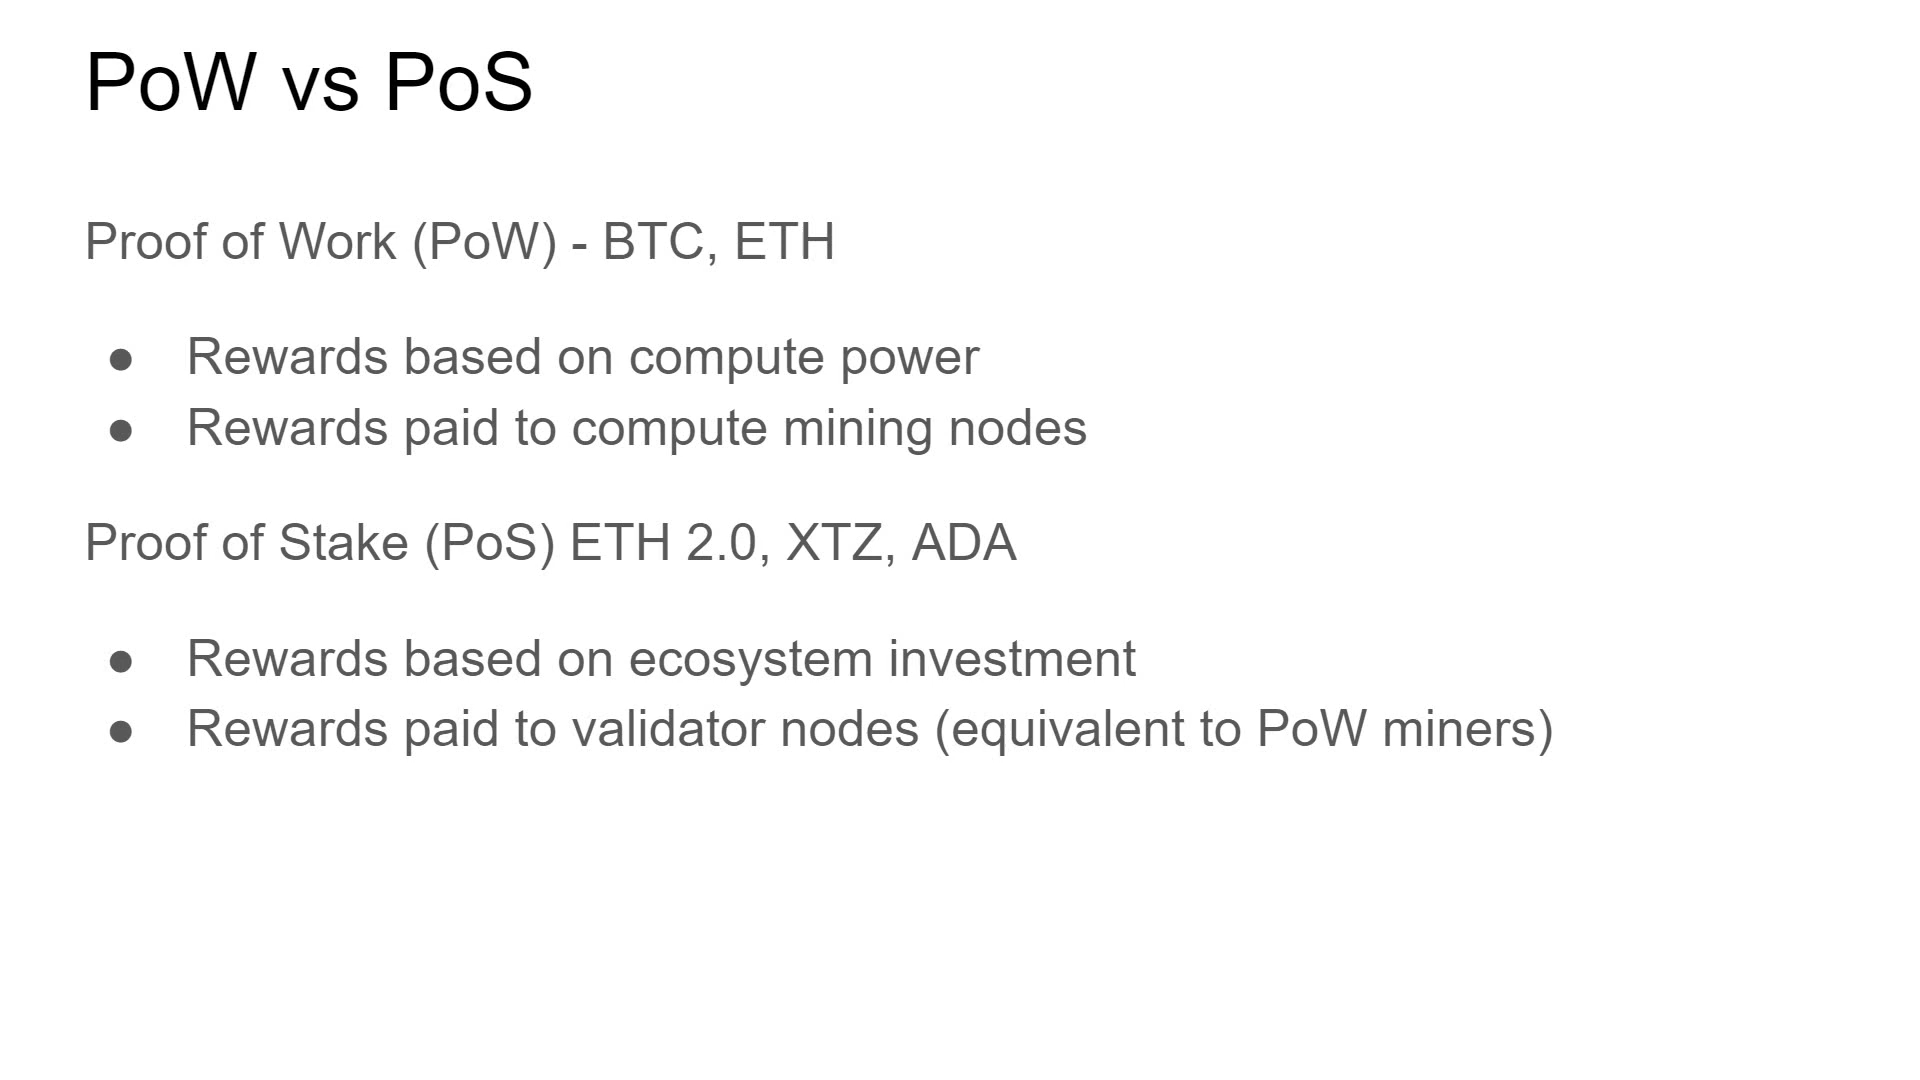 PoW vs PoS
Proof of Work (PoW) - BTC, ETH
● Rewards based on compute power
● Rewards paid to compute mining nodes
Proof of Stake (PoS) ETH 2.0, XTZ, ADA
● Rewards based on ecosystem investment
● Rewards paid to validator nodes (equivalent to PoW miners)